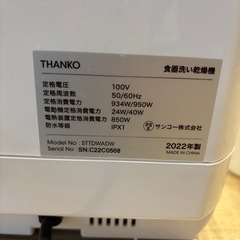 THANKO 食器洗い乾燥機
定格電圧 100V
定格周波数 50/60Hz
定格消費電力 934W/950W
電動機定格消費電力 24W/40W
電熱装置定格消費電力 850W
防水等級 IPX1
サンコー株式会社
Model : STTDWADW
Serial No: SN:C22C0568
2022年製
MADE IN CHINA